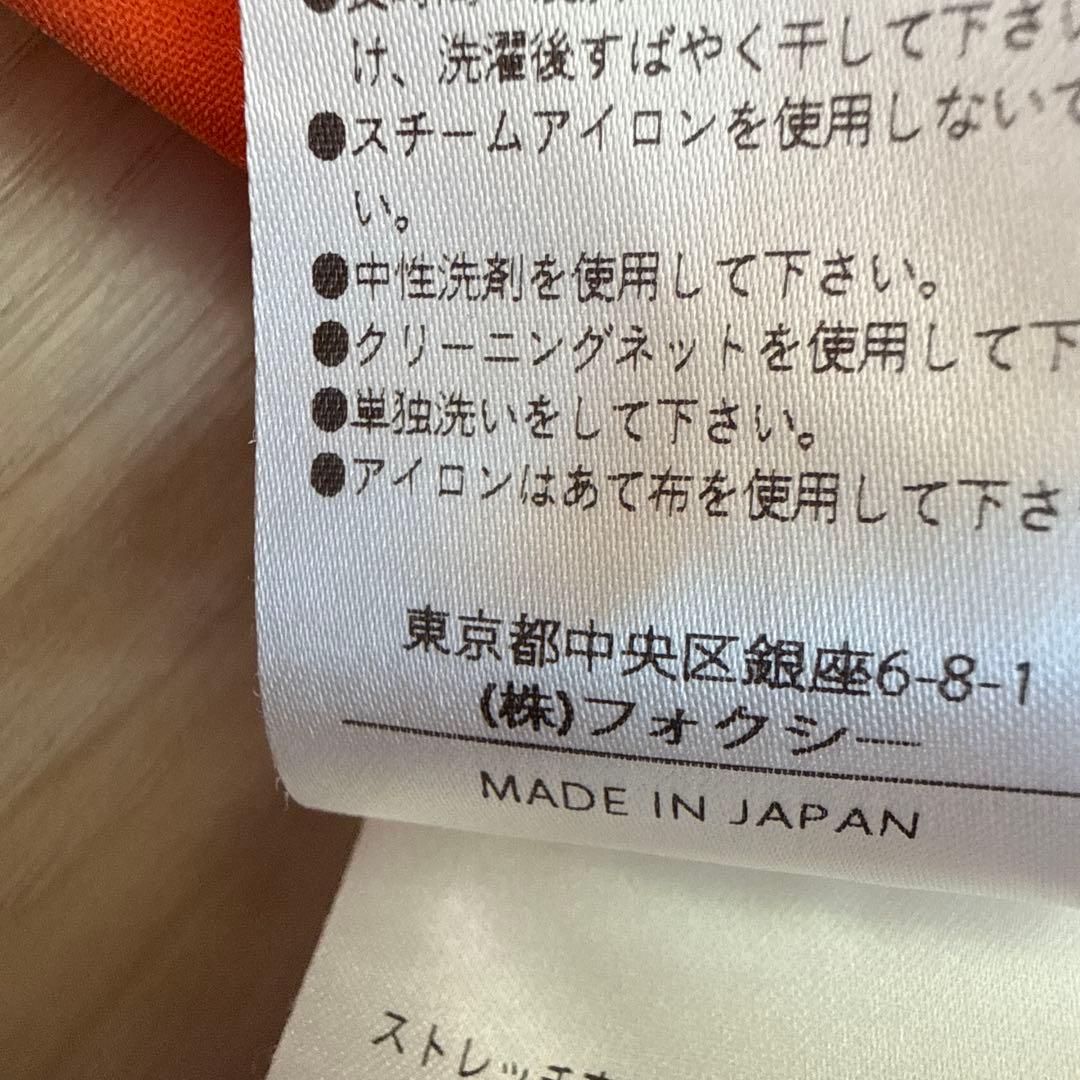 け、洗濯後すばやく干して下さ
●スチームアイロンを使用しないで
い。
●中性洗剤を使用して下さい。
●クリーニングネットを使用して下
●単独洗いをして下さい。
●アイロンはあて布を使用して下さ
東京都中央区銀座6-8-1
(株)フォクシー
MADE IN JAPAN
ストレッチ